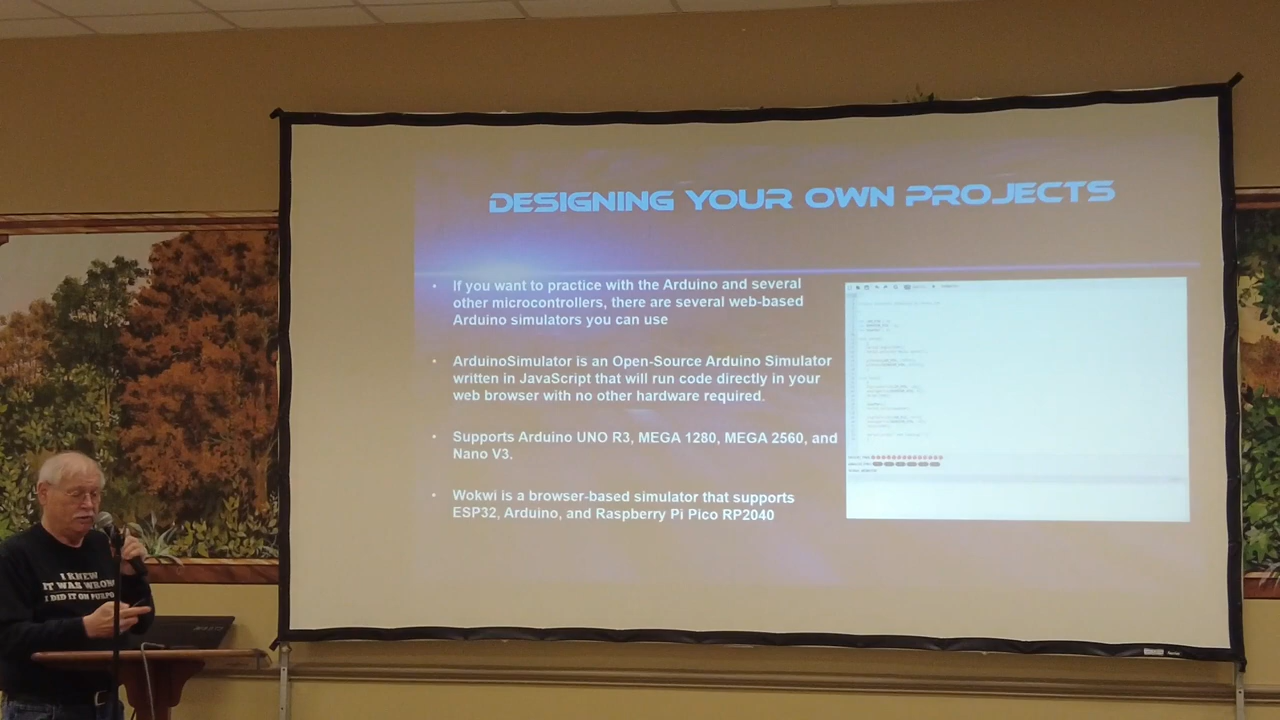 DESIGNING YOUR OWN PROJECTS
• If you want to practice with the Arduino and several
other microcontrollers, there are several web-based
Arduino simulators you can use
• ArduinoSimulator is an Open-Source Arduino Simulator
written in JavaScript that will run code directly in your
web browser with no other hardware required.
• Supports Arduino UNO R3, MEGA 1280, MEGA 2560, and
Nano V3,
• Wokwi is a browser-based simulator that supports
ESP32, Arduino, and Raspberry Pi Pico RP2040
I KNEW
IT WAS WRONG
I DID IT ON PURPO